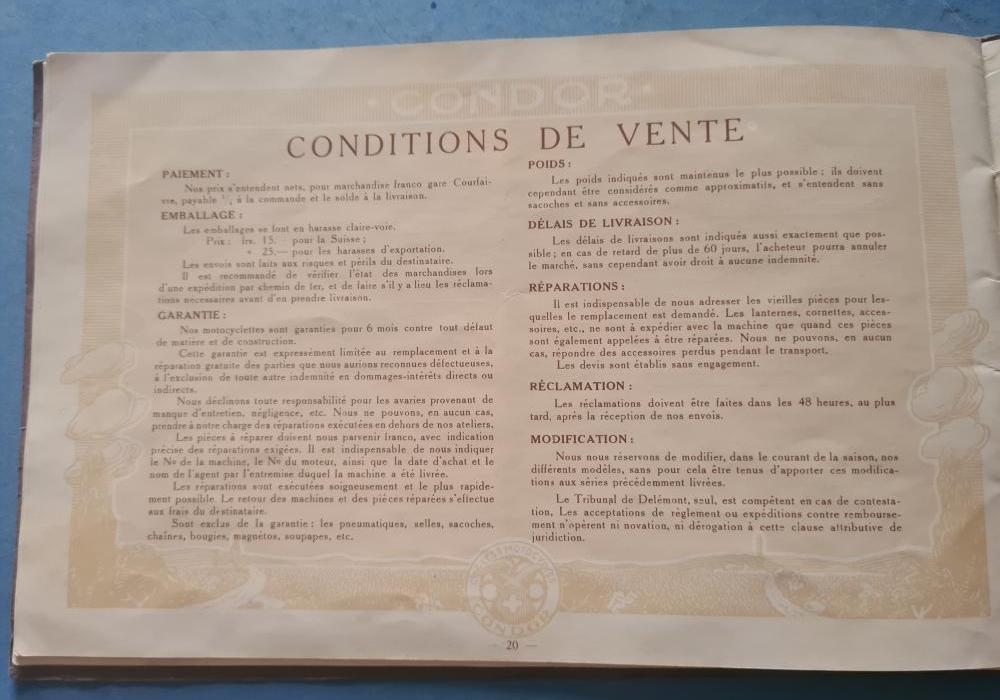 · CONDOR ·
CONDITIONS DE VENTE
PAIEMENT :
Nos prix s'entendent nets, pour marchandise franco gare Courfai-
vre, payable à la commande et le solde à la livraison.
EMBALLAGE :
Les emballages se font en harasse claire-voie.
Prix : frs. 15.— pour la Suisse ;
» 25.— pour les harasses d'exportation.
Les envois sont faits aux risques et périls du destinataire.
Il est recommandé de vérifier l'état des marchandises lors
d'une expédition par chemin de fer, et de faire s'il y a lieu les réclama-
tions nécessaires avant d'en prendre livraison.
GARANTIE :
Nos motocyclettes sont garanties pour 6 mois contre tout défaut
de matière et de construction.
Cette garantie est expressément limitée au remplacement et à la
réparation gratuite des parties que nous aurions reconnues défectueuses,
à l'exclusion de toute autre indemnité en dommages-intérêts directs ou
indirects.
Nous déclinons toute responsabilité pour les avaries provenant de
manque d'entretien, négligence, etc. Nous ne pouvons, en aucun cas,
prendre à notre charge des réparations exécutées en dehors de nos ateliers.
Les pièces à réparer doivent nous parvenir franco, avec indication
précise des réparations exigées. Il est indispensable de nous indiquer
le No de la machine, le No du moteur, ainsi que la date d'achat et le
nom de l'agent par l'entremise duquel la machine a été livrée.
Les réparations sont exécutées soigneusement et le plus rapide-
ment possible. Le retour des machines et des pièces réparées s'effectue
aux frais du destinataire.
Sont exclus de la garantie : les pneumatiques, selles, sacoches,
chaînes, bougies, magnétos, soupapes, etc.
POIDS :
Les poids indiqués sont maintenus le plus possible ; ils doivent
cependant être considérés comme approximatifs, et s'entendent sans
sacoches et sans accessoires.
DÉLAIS DE LIVRAISON :
Les délais de livraisons sont indiqués aussi exactement que pos-
sible ; en cas de retard de plus de 60 jours, l'acheteur pourra annuler
le marché, sans cependant avoir droit à aucune indemnité.
RÉPARATIONS :
Il est indispensable de nous adresser les vieilles pièces pour les-
quelles le remplacement est demandé. Les lanternes, cornettes, acces-
soires, etc., ne sont à expédier avec la machine que quand ces pièces
sont également appelées à être réparées. Nous ne pouvons, en aucun
cas, répondre des accessoires perdus pendant le transport.
Les devis sont établis sans engagement.
RÉCLAMATION :
Les réclamations doivent être faites dans les 48 heures, au plus
tard, après la réception de nos envois.
MODIFICATION :
Nous nous réservons de modifier, dans le courant de la saison, nos
différents modèles, sans pour cela être tenus d'apporter ces modifica-
tions aux séries précédemment livrées.
Le Tribunal de Delémont, seul, est compétent en cas de contesta-
tion, Les acceptations de règlement ou expéditions contre rembourse-
ment n'opèrent ni novation, ni dérogation à cette clause attributive de
juridiction.
CONDOR
— 20 —